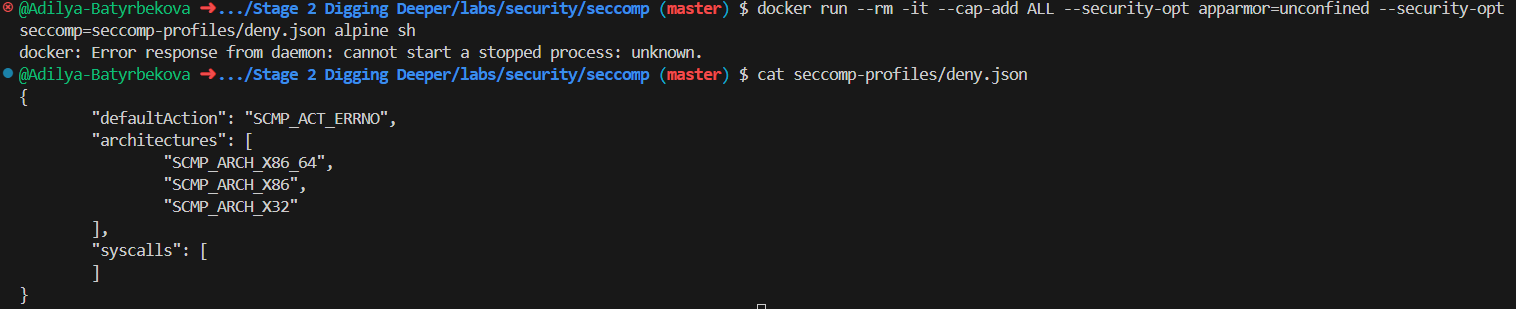 @Adilya-Batyrbekova ➜.../Stage 2 Digging Deeper/labs/security/seccomp (master) $ docker run --rm -it --cap-add ALL --security-opt apparmor=unconfined --security-opt
seccomp=seccomp-profiles/deny.json alpine sh
docker: Error response from daemon: cannot start a stopped process: unknown.
@Adilya-Batyrbekova ➜.../Stage 2 Digging Deeper/labs/security/seccomp (master) $ cat seccomp-profiles/deny.json
{
        "defaultAction": "SCMP_ACT_ERRNO",
        "architectures": [
                "SCMP_ARCH_X86_64",
                "SCMP_ARCH_X86",
                "SCMP_ARCH_X32"
        ],
        "syscalls": [
        ]
}